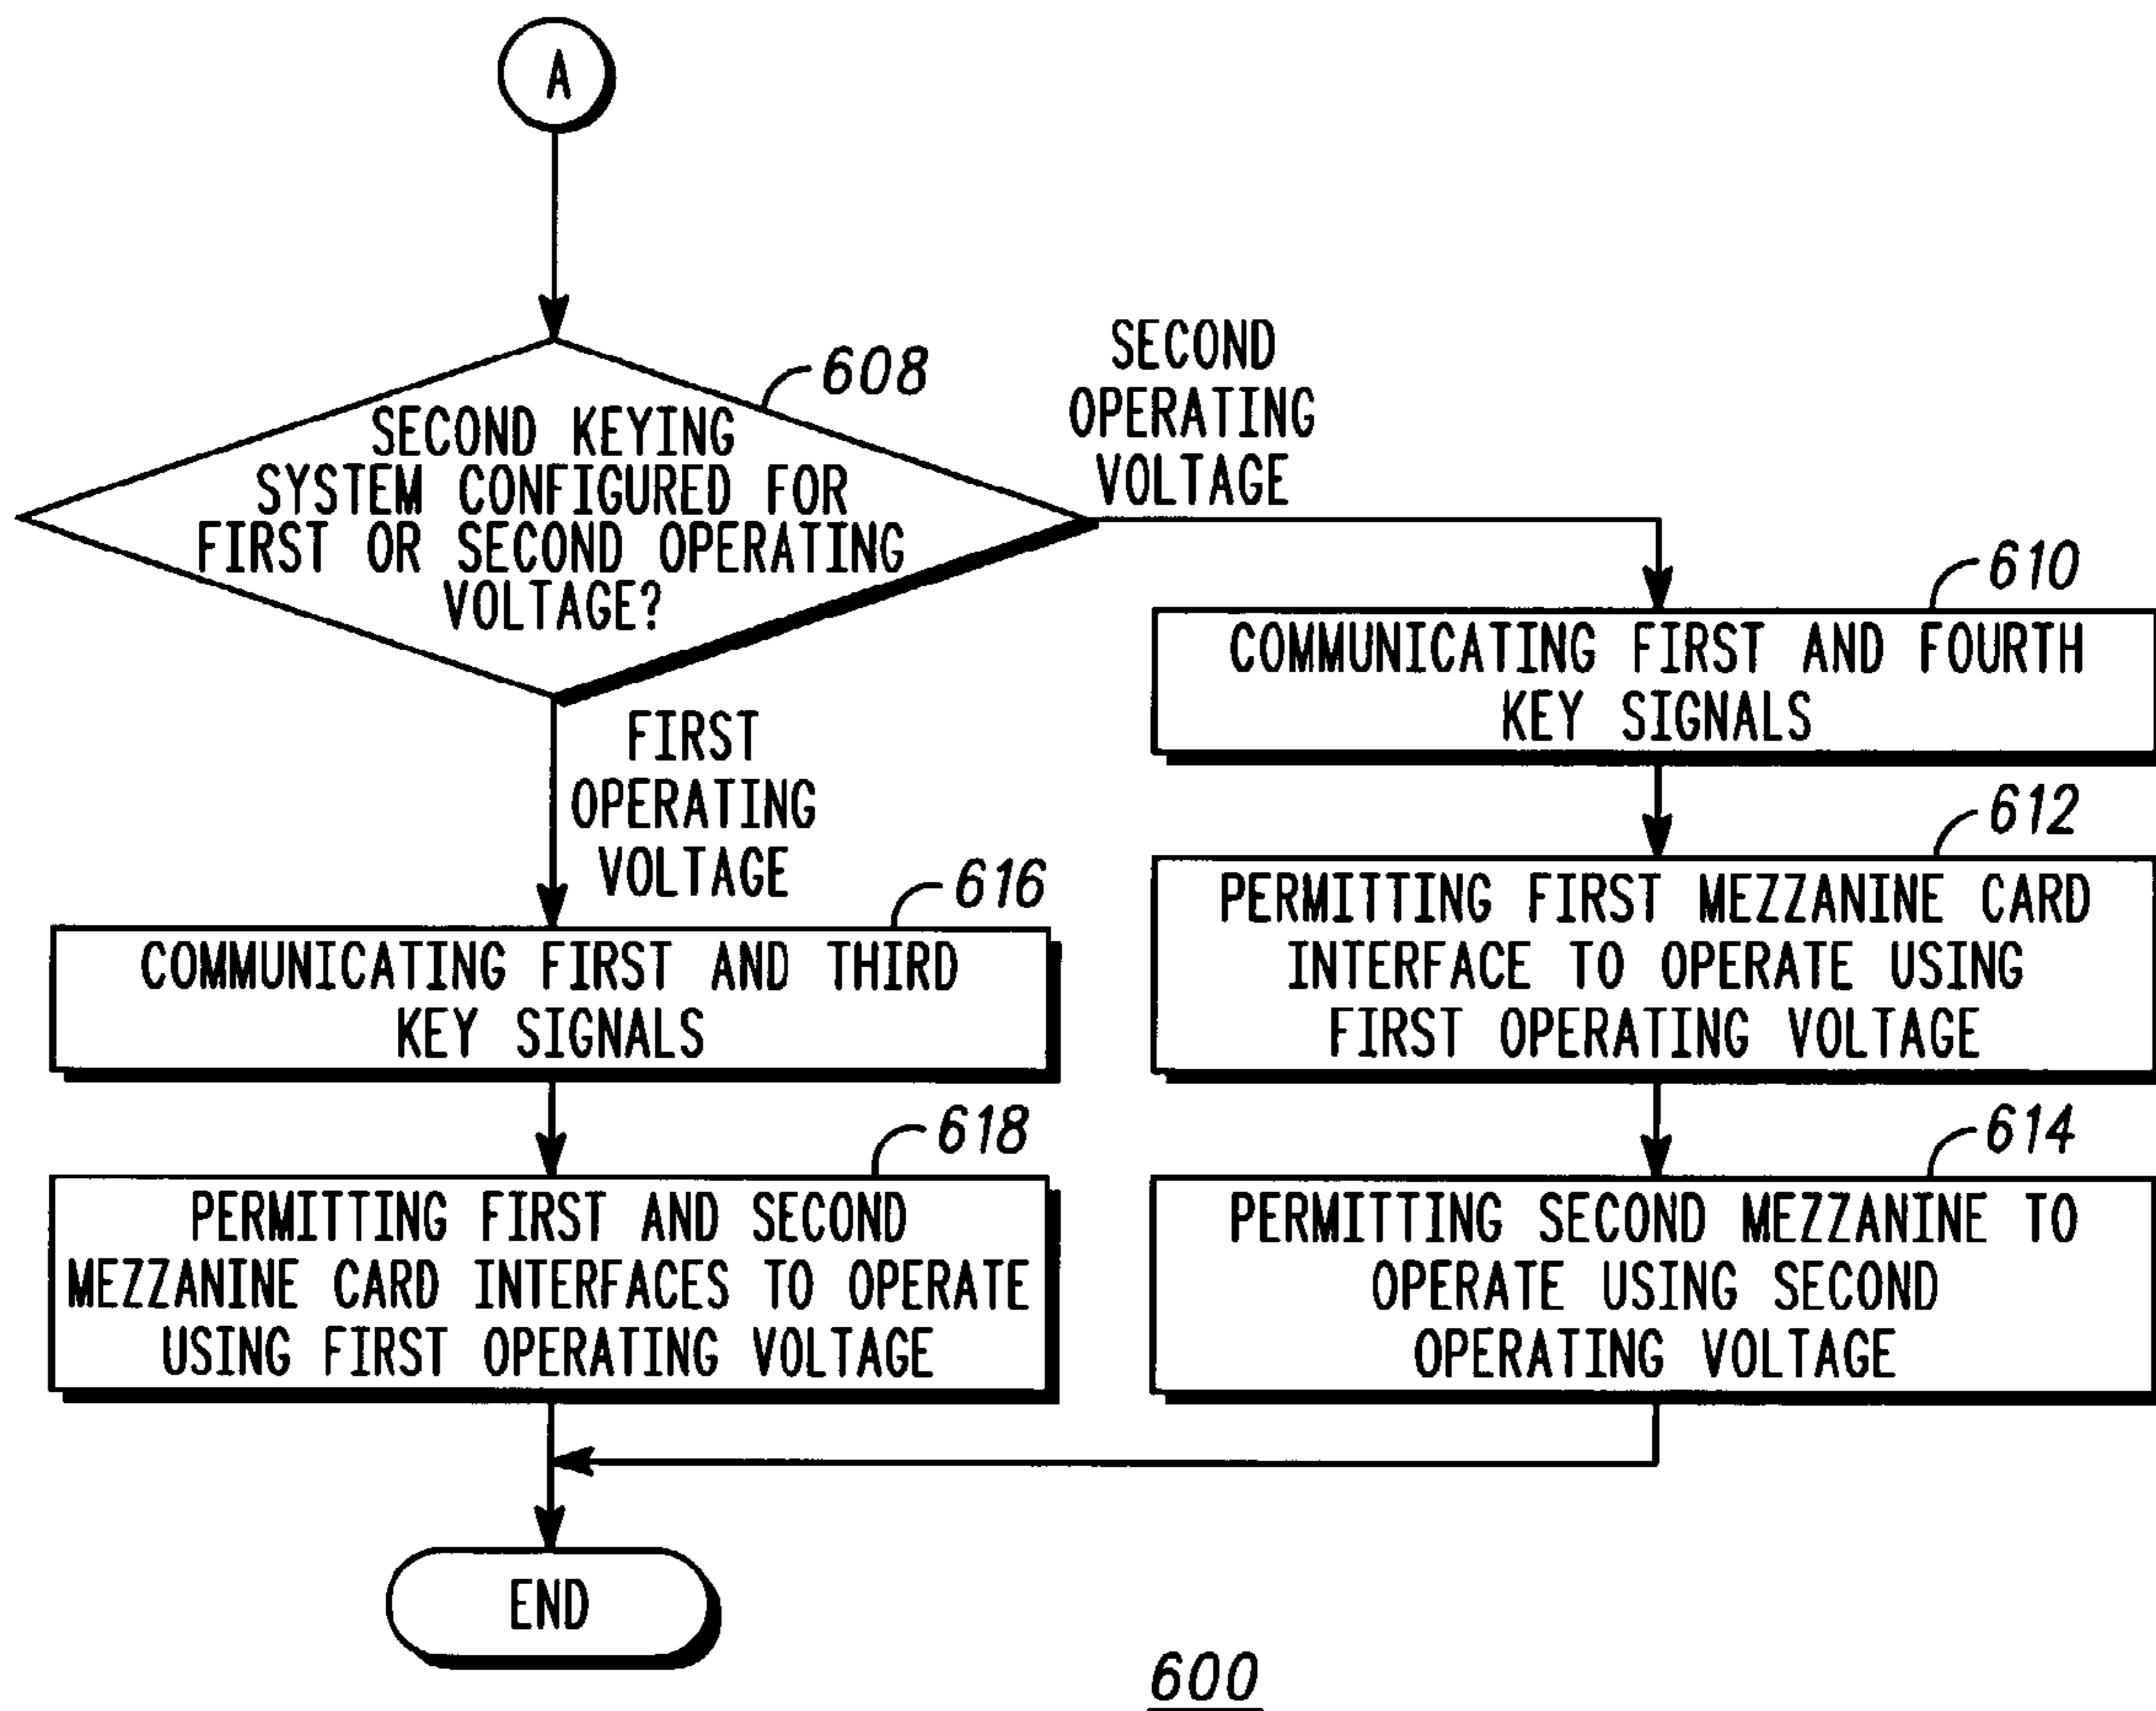 A
608
SECOND KEYING
SYSTEM CONFIGURED FOR
FIRST OR SECOND OPERATING
VOLTAGE?
SECOND
OPERATING
VOLTAGE
610
COMMUNICATING FIRST AND FOURTH
KEY SIGNALS
612
PERMITTING FIRST MEZZANINE CARD
INTERFACE TO OPERATE USING
FIRST OPERATING VOLTAGE
614
PERMITTING SECOND MEZZANINE TO
OPERATE USING SECOND
OPERATING VOLTAGE
FIRST
OPERATING
VOLTAGE
616
COMMUNICATING FIRST AND THIRD
KEY SIGNALS
618
PERMITTING FIRST AND SECOND
MEZZANINE CARD INTERFACES TO OPERATE
USING FIRST OPERATING VOLTAGE
END
600